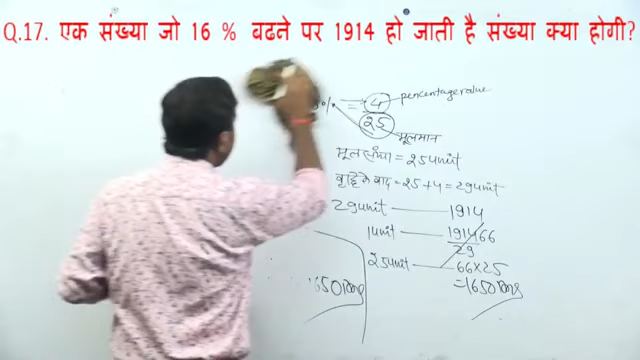 Q.17. एक संख्या जो 16 % बढने पर 1914 हो जाती है संख्या क्या होगी?
% = 4 percentage value
25 मूलमान
मूल संख्या = 25 unit
वृद्धि के बाद = 25+4 = 29 unit
29 unit 1914
1 unit 1914 66
29
25 unit 66×25
= 1650 Ans
1650 Ans